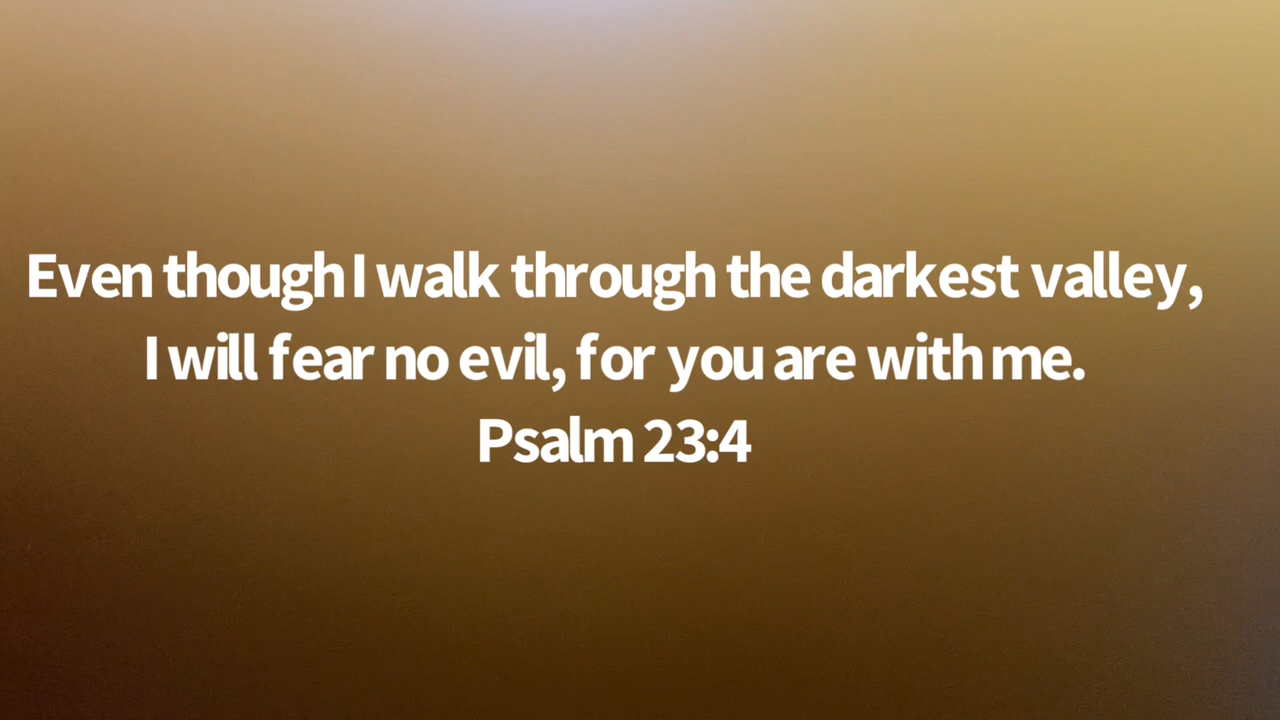 Even though I walk through the darkest valley,
I will fear no evil, for you are with me.
Psalm 23:4